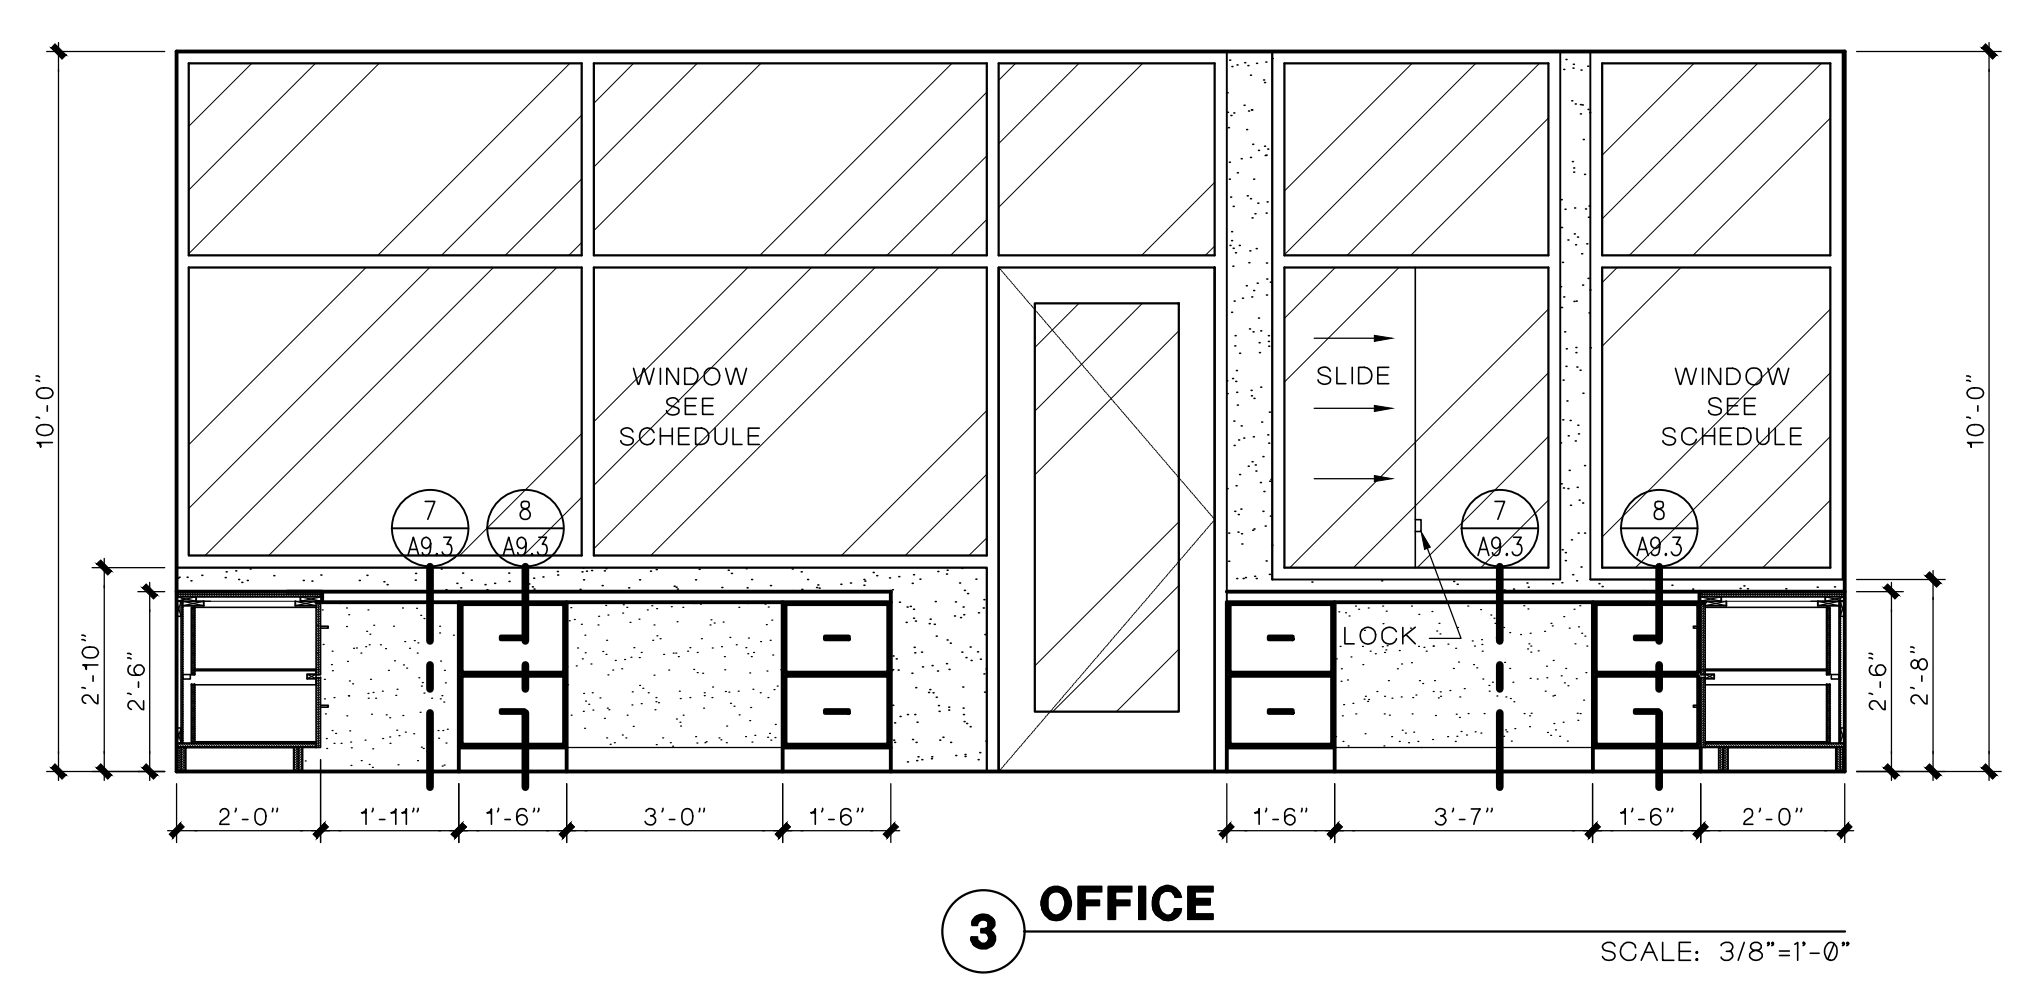 WINDOW
SEE
SCHEDULE
SLIDE
WINDOW
SEE
SCHEDULE
10'-0"
10'-0"
7
A9.3
8
A9.3
7
A9.3
8
A9.3
LOCK
2'-10"
2'-6"
2'-6"
2'-8"
2'-0"
1'-11"
1'-6"
3'-0"
1'-6"
1'-6"
3'-7"
1'-6"
2'-0"
3
OFFICE
SCALE: 3/8"=1'-0"